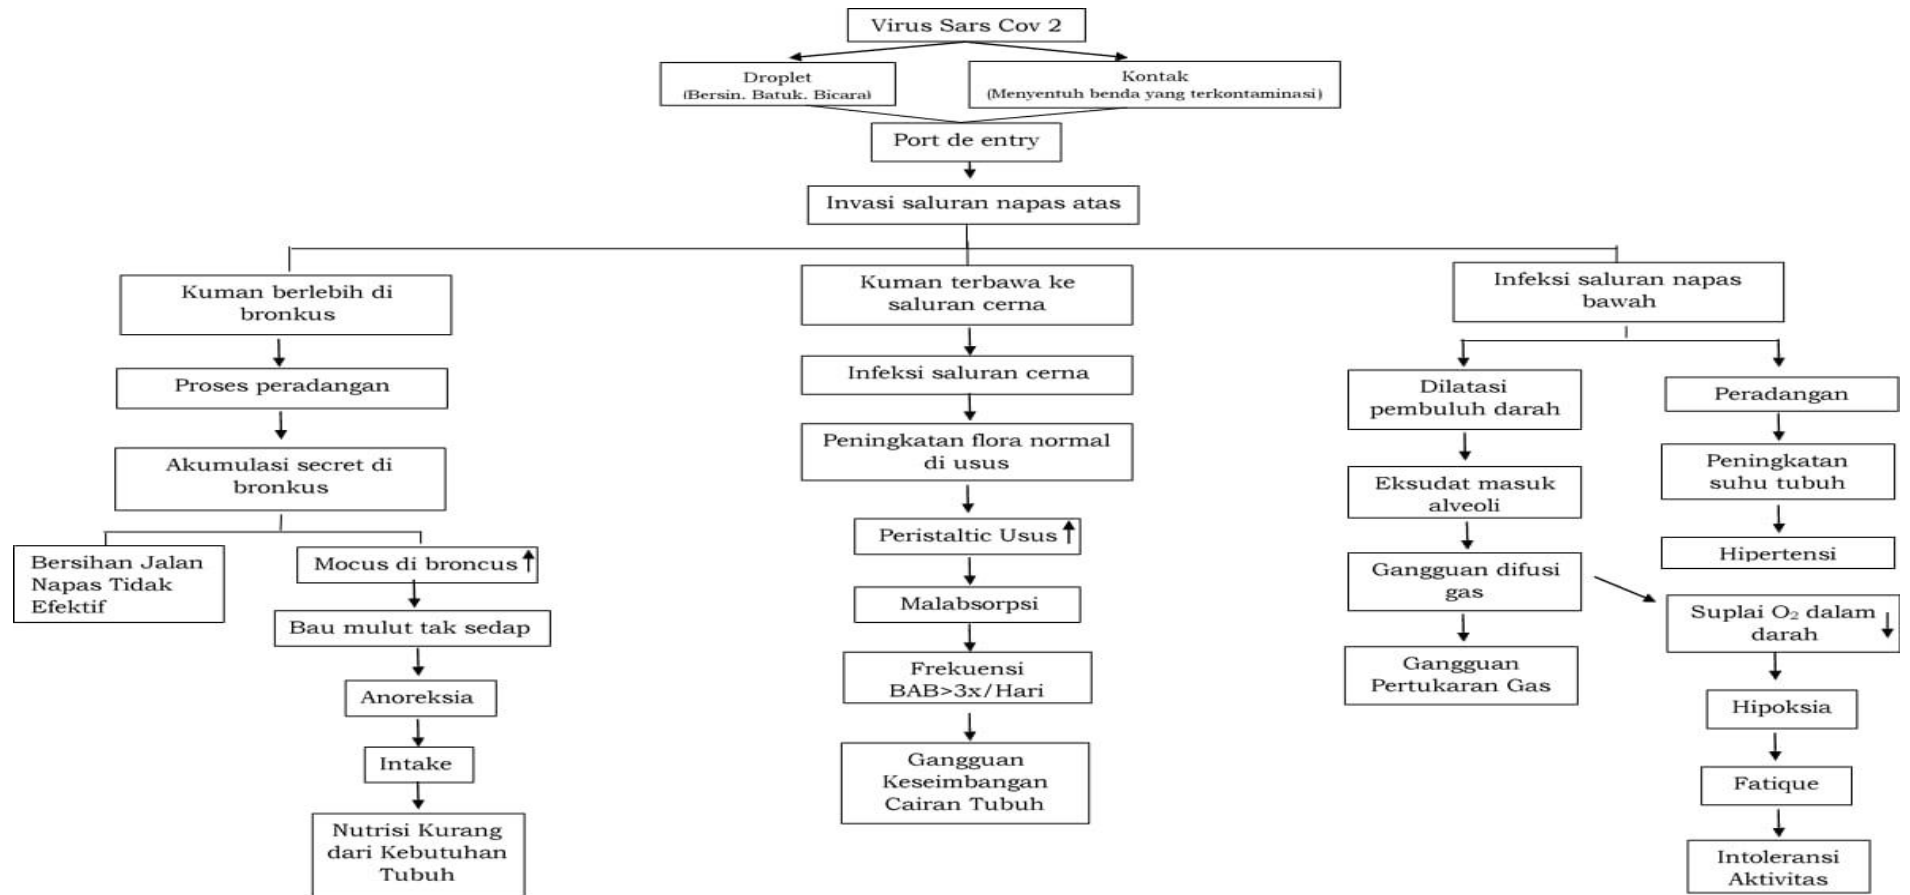 Virus Sars Cov 2
Droplet
(Bersin. Batuk. Bicara)
Kontak
(Menyentuh benda yang terkontaminasi)
Port de entry
Invasi saluran napas atas
Kuman berlebih di
bronkus
Proses peradangan
Akumulasi secret di
bronkus
Bersihan Jalan
Napas Tidak
Efektif
Mocus di broncus
Bau mulut tak sedap
Anoreksia
Intake
Nutrisi Kurang
dari Kebutuhan
Tubuh
Kuman terbawa ke
saluran cerna
Infeksi saluran cerna
Peningkatan flora normal
di usus
Peristaltic Usus
Malabsorpsi
Frekuensi
BAB>3x/Hari
Gangguan
Keseimbangan
Cairan Tubuh
Infeksi saluran napas
bawah
Dilatasi
pembuluh darah
Eksudat masuk
alveoli
Gangguan difusi
gas
Gangguan
Pertukaran Gas
Peradangan
Peningkatan
suhu tubuh
Hipertensi
Suplai O₂ dalam
darah
Hipoksia
Fatique
Intoleransi
Aktivitas